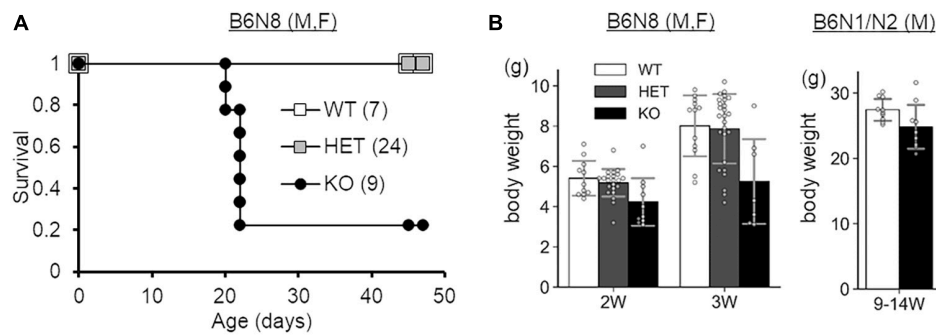 A
B6N8 (M,F)
Survival
1
0.8
0.6
0.4
0.2
0
WT (7)
HET (24)
KO (9)
0 10 20 30 40 50
Age (days)
B
B6N8 (M,F)
(g)
body weight
10
8
6
4
2
0
WT
HET
KO
2W 3W
B6N1/N2 (M)
(g)
body weight
30
20
10
0
9-14W